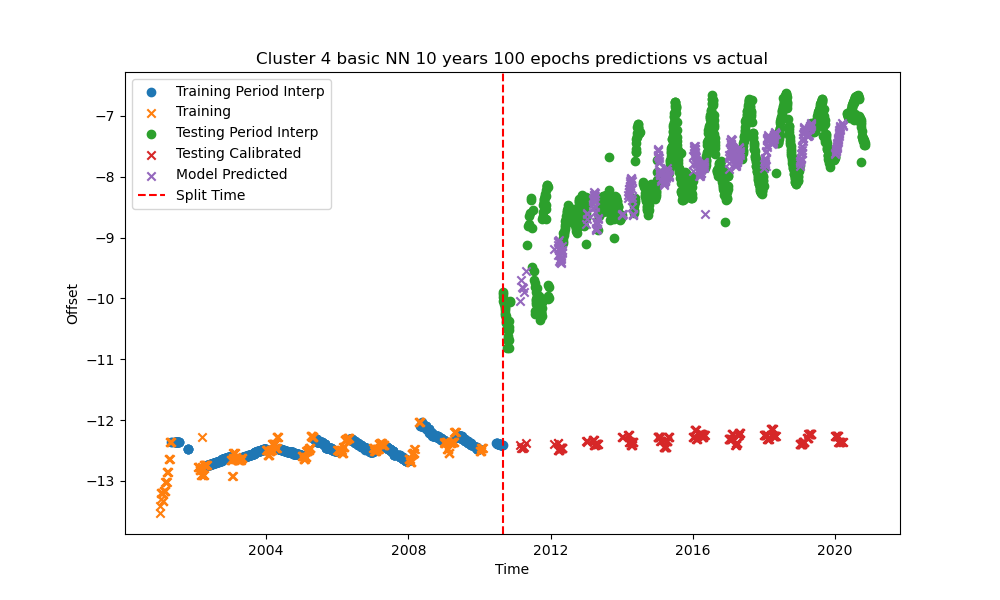 Cluster 4 basic NN 10 years 100 epochs predictions vs actual
Training Period Interp
Training
Testing Period Interp
Testing Calibrated
Model Predicted
Split Time
Offset
−7
−8
−9
−10
−11
−12
−13
2004
2008
2012
2016
2020
Time